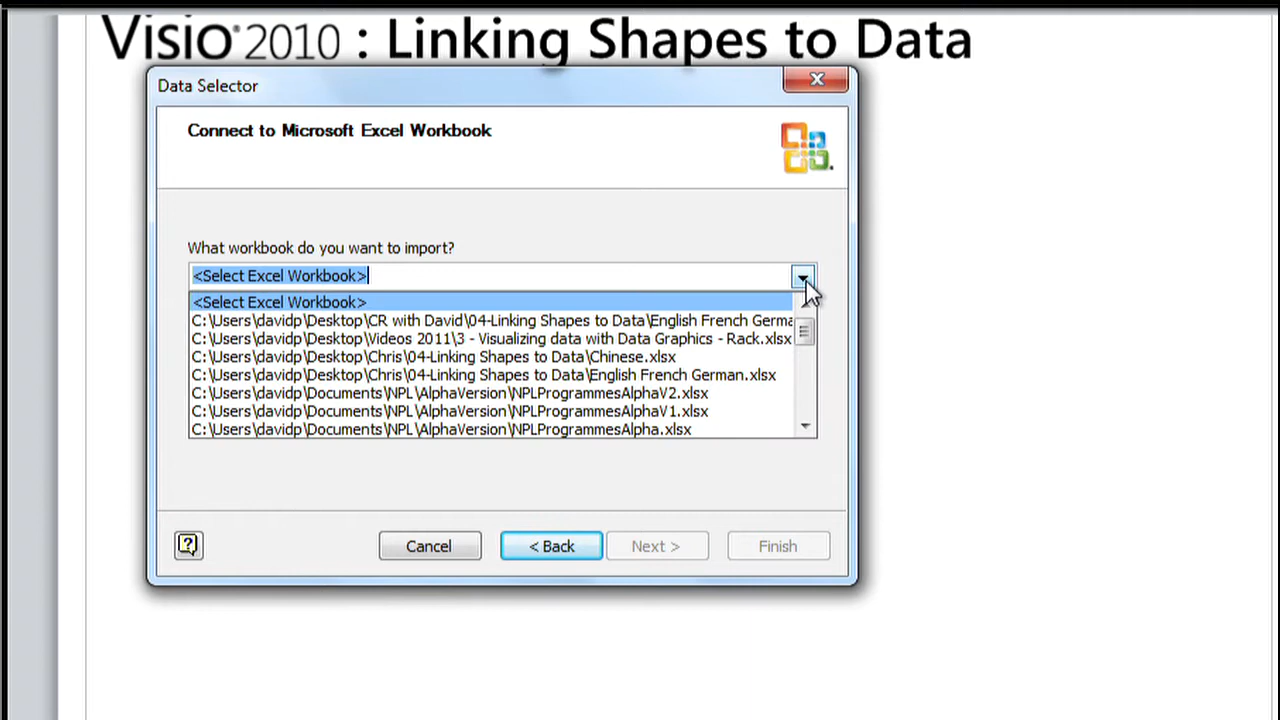 Visio 2010 : Linking Shapes to Data
Data Selector
Connect to Microsoft Excel Workbook
What workbook do you want to import?
<Select Excel Workbook>
<Select Excel Workbook>
C:\Users\davidp\Desktop\CR with David\04-Linking Shapes to Data\English French Germa
C:\Users\davidp\Desktop\Videos 2011\3 - Visualizing data with Data Graphics - Rack.xlsx
C:\Users\davidp\Desktop\Chris\04-Linking Shapes to Data\Chinese.xlsx
C:\Users\davidp\Desktop\Chris\04-Linking Shapes to Data\English French German.xlsx
C:\Users\davidp\Documents\NPL\AlphaVersion\NPLProgrammesAlphaV2.xlsx
C:\Users\davidp\Documents\NPL\AlphaVersion\NPLProgrammesAlphaV1.xlsx
C:\Users\davidp\Documents\NPL\AlphaVersion\NPLProgrammesAlpha.xlsx
? Cancel < Back Next > Finish